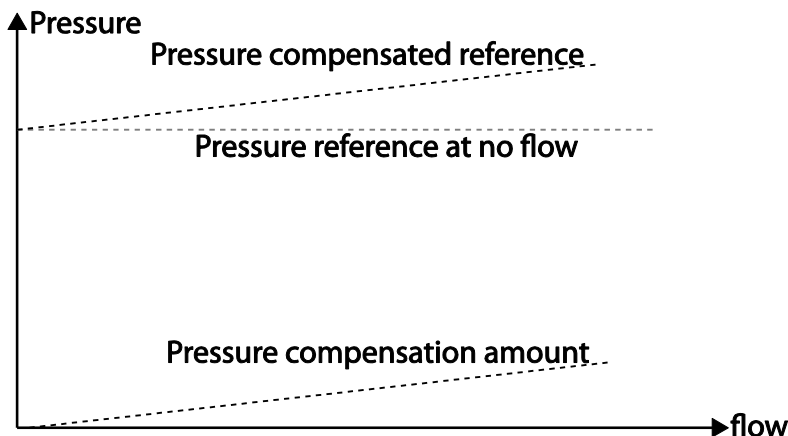 Pressure
Pressure compensated reference
Pressure reference at no flow
Pressure compensation amount
flow